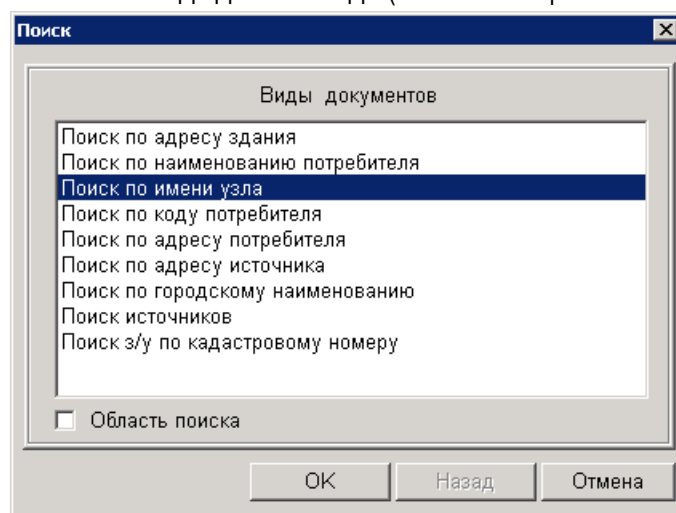 Поиск
Виды документов
Поиск по адресу здания
Поиск по наименованию потребителя
Поиск по имени узла
Поиск по коду потребителя
Поиск по адресу потребителя
Поиск по адресу источника
Поиск по городскому наименованию
Поиск источников
Поиск з/у по кадастровому номеру
Область поиска
OK Назад Отмена